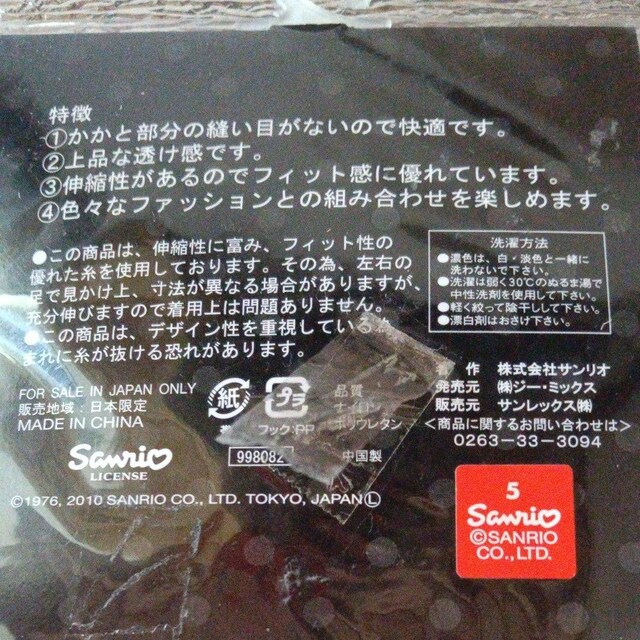 特徴
①かかと部分の縫い目がないので快適です。
②上品な透け感です。
③伸縮性があるのでフィット感に優れています。
④色々なファッションとの組み合わせを楽しめます。
●この商品は、伸縮性に富み、フィット性の
優れた糸を使用しております。その為、左右の
足で見かけ上、寸法が異なる場合がありますが、
充分伸びますので着用上は問題ありません。
●この商品は、デザイン性を重視している
まれに糸が抜ける恐れがあります。
洗濯方法
●濃色は、白・淡色と一緒に
洗わないで下さい。
●洗濯は弱く30℃のぬるま湯で
中性洗剤を使用して下さい。
●軽く絞って陰干しして下さい。
●漂白剤はおさけ下さい。
FOR SALE IN JAPAN ONLY
販売地域：日本限定
MADE IN CHINA
紙
プラ
フック:PP
品質
ナイロン
ポリウレタン
中国製
作 株式会社サンリオ
発売元 ㈱ジー・ミックス
販売元 サンレックス㈱
〈商品に関するお問い合わせは〉
0263-33-3094
Sanrio
LICENSE
998082
©1976, 2010 SANRIO CO., LTD. TOKYO, JAPAN Ⓛ
5
Sanrio
©SANRIO
CO., LTD.